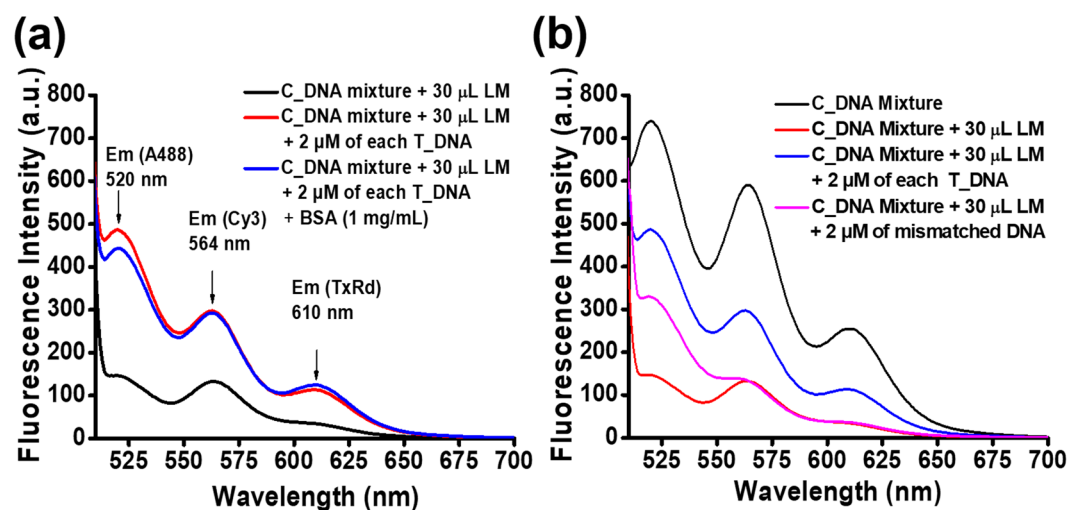 (a)
Fluorescence Intensity (a.u.)
800
700
600
500
400
300
200
100
0
C_DNA mixture + 30 μL LM
C_DNA mixture + 30 μL LM
+ 2 μM of each T_DNA
C_DNA mixture + 30 μL LM
+ 2 μM of each T_DNA
+ BSA (1 mg/mL)
Em (A488)
520 nm
Em (Cy3)
564 nm
Em (TxRd)
610 nm
525 550 575 600 625 650 675 700
Wavelength (nm)
(b)
Fluorescence Intensity (a.u.)
800
700
600
500
400
300
200
100
0
C_DNA Mixture
C_DNA Mixture + 30 μL LM
C_DNA Mixture + 30 μL LM
+ 2 μM of each T_DNA
C_DNA Mixture + 30 μL LM
+ 2 μM of mismatched DNA
525 550 575 600 625 650 675 700
Wavelength (nm)